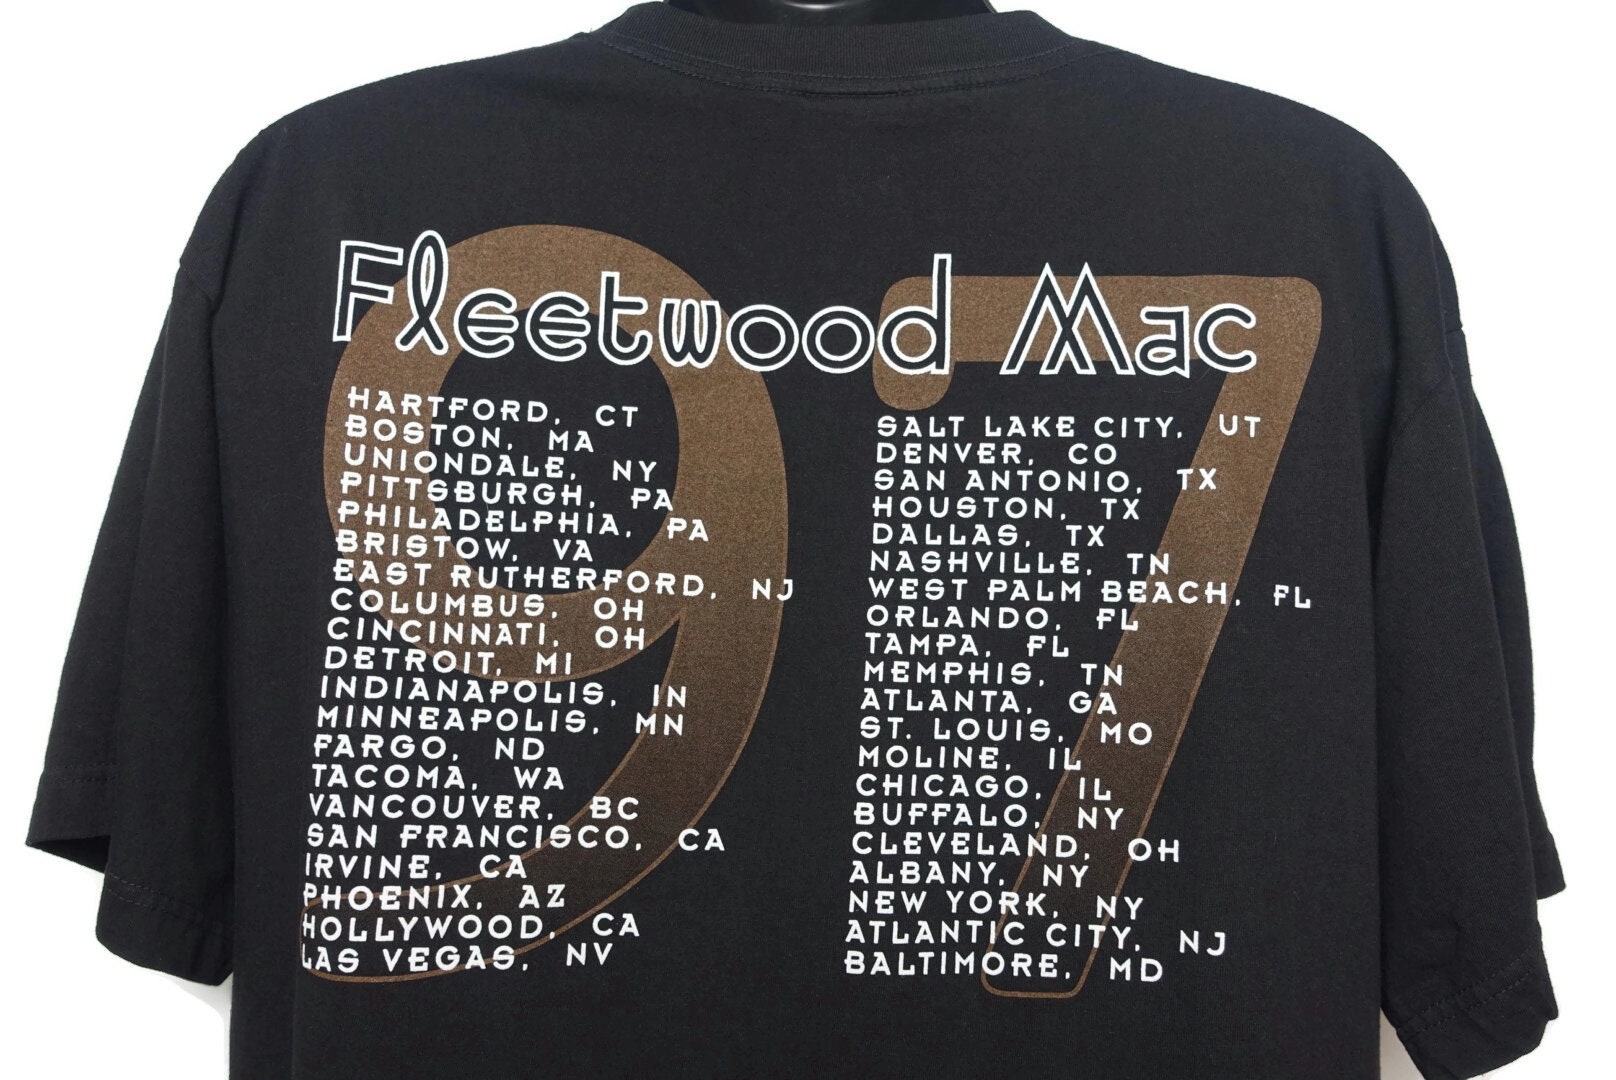 97
Fleetwood Mac
HARTFORD, CT
BOSTON, MA
UNIONDALE, NY
PITTSBURGH, PA
PHILADELPHIA, PA
BRISTOW, VA
EAST RUTHERFORD, NJ
COLUMBUS, OH
CINCINNATI, OH
DETROIT, MI
INDIANAPOLIS, IN
MINNEAPOLIS, MN
FARGO, ND
TACOMA, WA
VANCOUVER, BC
SAN FRANCISCO, CA
IRVINE, CA
PHOENIX, AZ
HOLLYWOOD, CA
LAS VEGAS, NV
SALT LAKE CITY, UT
DENVER, CO
SAN ANTONIO, TX
HOUSTON, TX
DALLAS, TX
NASHVILLE, TN
WEST PALM BEACH, FL
ORLANDO, FL
TAMPA, FL
MEMPHIS, TN
ATLANTA, GA
ST. LOUIS, MO
MOLINE, IL
CHICAGO, IL
BUFFALO, NY
CLEVELAND, OH
ALBANY, NY
NEW YORK, NY
ATLANTIC CITY, NJ
BALTIMORE, MD